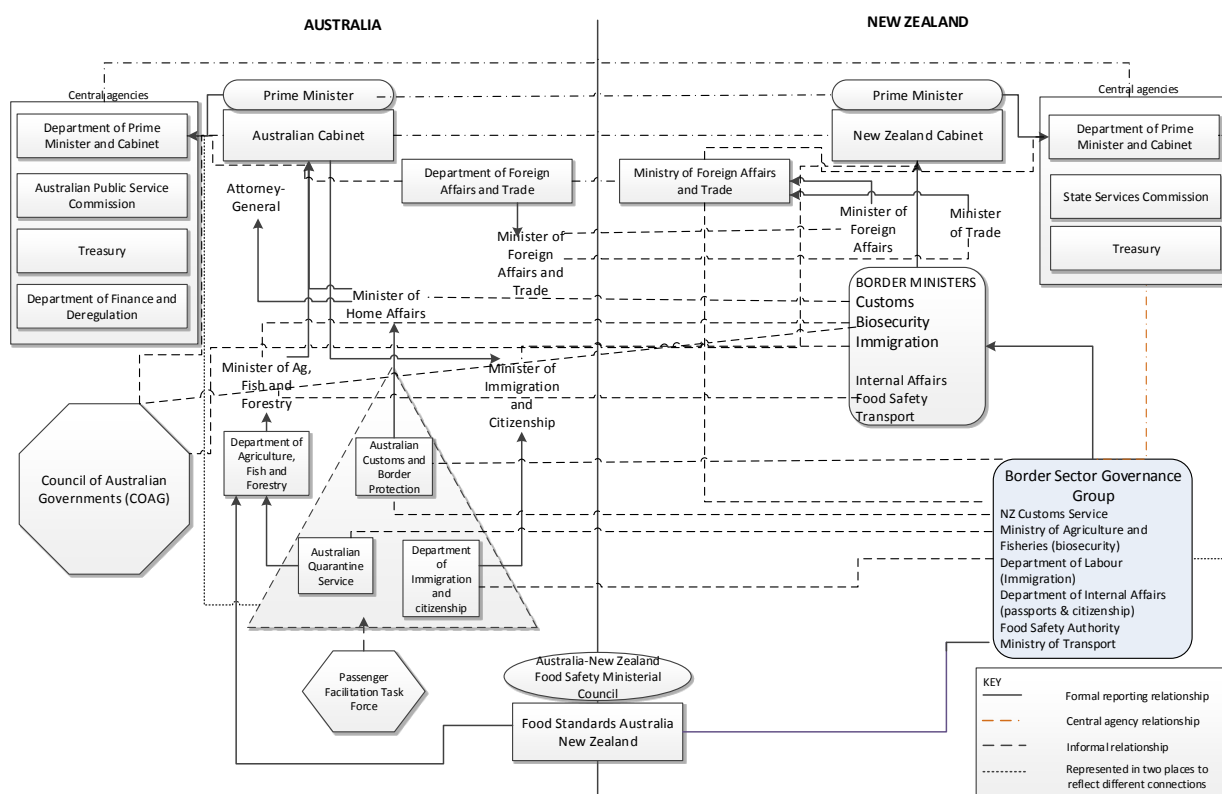 AUSTRALIA
NEW ZEALAND
Central agencies
Department of Prime
Minister and Cabinet
Australian Public Service
Commission
Treasury
Department of Finance and
Deregulation
Prime Minister
Australian Cabinet
Attorney-
General
Department of Foreign
Affairs and Trade
Minister of
Foreign
Affairs and
Trade
Minister of
Home Affairs
Minister of Ag,
Fish and
Forestry
Minister of
Immigration
and
Citizenship
Council of Australian
Governments (COAG)
Department of
Agriculture,
Fish and
Forestry
Australian
Customs and
Border
Protection
Australian
Quarantine
Service
Department
of
Immigration
and
citizenship
Passenger
Facilitation Task
Force
Australia-New Zealand
Food Safety Ministerial
Council
Food Standards Australia
New Zealand
Prime Minister
New Zealand Cabinet
Ministry of Foreign Affairs
and Trade
Minister of
Foreign
Affairs
Minister
of Trade
Central agencies
Department of Prime
Minister and Cabinet
State Services Commission
Treasury
BORDER MINISTERS
Customs
Biosecurity
Immigration
Internal Affairs
Food Safety
Transport
Border Sector Governance
Group
NZ Customs Service
Ministry of Agriculture and
Fisheries (biosecurity)
Department of Labour
(Immigration)
Department of Internal Affairs
(passports & citizenship)
Food Safety Authority
Ministry of Transport
KEY
Formal reporting relationship
Central agency relationship
Informal relationship
Represented in two places to
reflect different connections